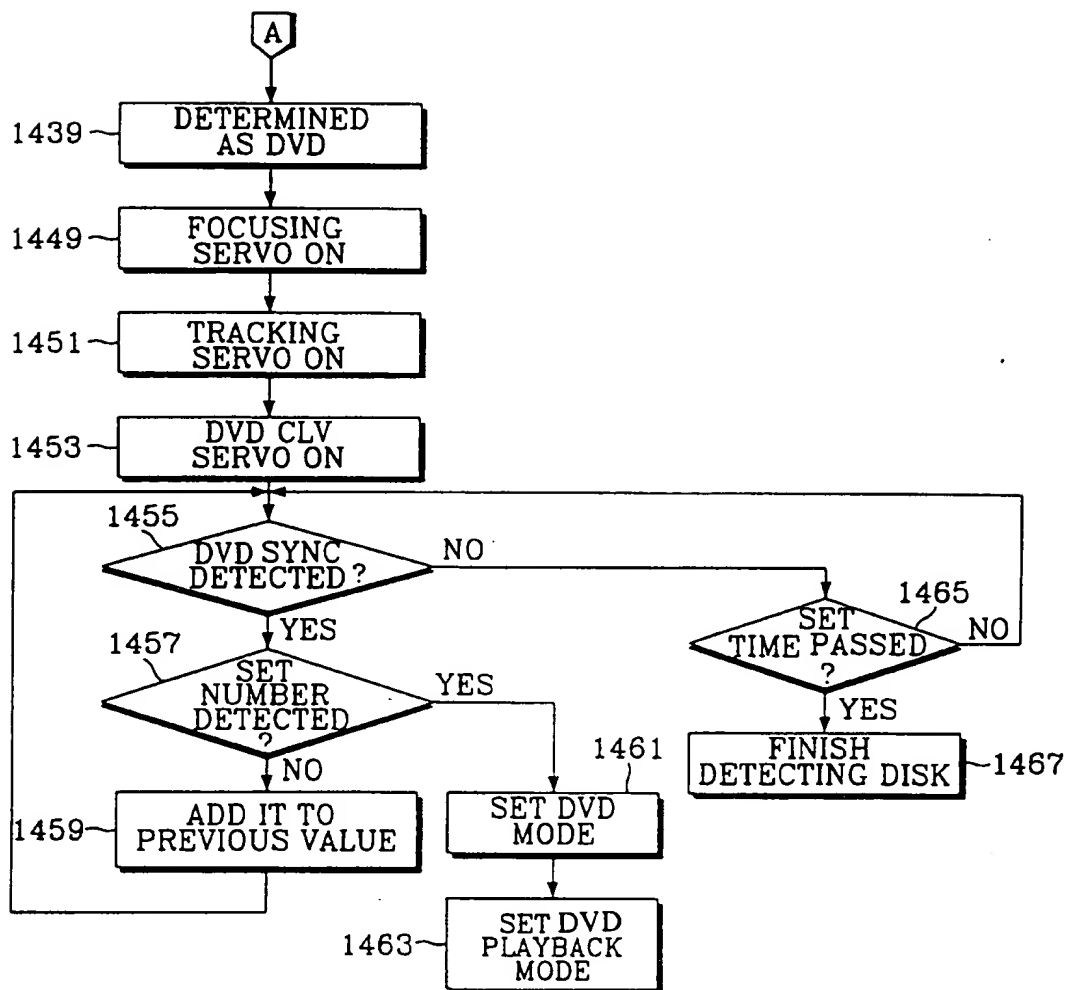 A
1439
DETERMINED
AS DVD
1449
FOCUSING
SERVO ON
1451
TRACKING
SERVO ON
1453
DVD CLV
SERVO ON
1455
DVD SYNC
DETECTED?
NO
YES
1465
SET
TIME PASSED
?
NO
YES
1457
SET
NUMBER
DETECTED
?
YES
NO
FINISH
DETECTING DISK
1467
1459
ADD IT TO
PREVIOUS VALUE
1461
SET DVD
MODE
1463
SET DVD
PLAYBACK
MODE